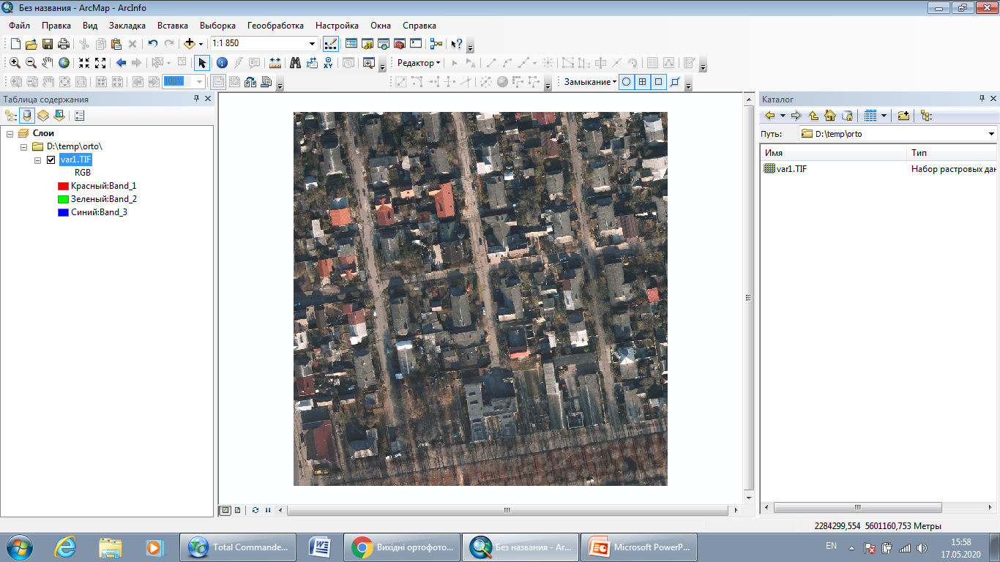 Без названия - ArcMap - ArcInfo
Файл Правка Вид Закладка Вставка Выборка Геообработка Настройка Окна Справка
1:1 850
Редактор
100%
Замыкание
Таблица содержания
Слои
D:\temp\orto\
var1.TIF
RGB
Красный:Band_1
Зеленый:Band_2
Синий:Band_3
Каталог
Путь: D:\temp\orto
Имя Тип
var1.TIF Набор растровых дан
2284299,554 5601160,753 Метры
Total Commande...
Вихідні ортофото...
Без названия - Ar...
Microsoft PowerP...
EN
15:58
17.05.2020